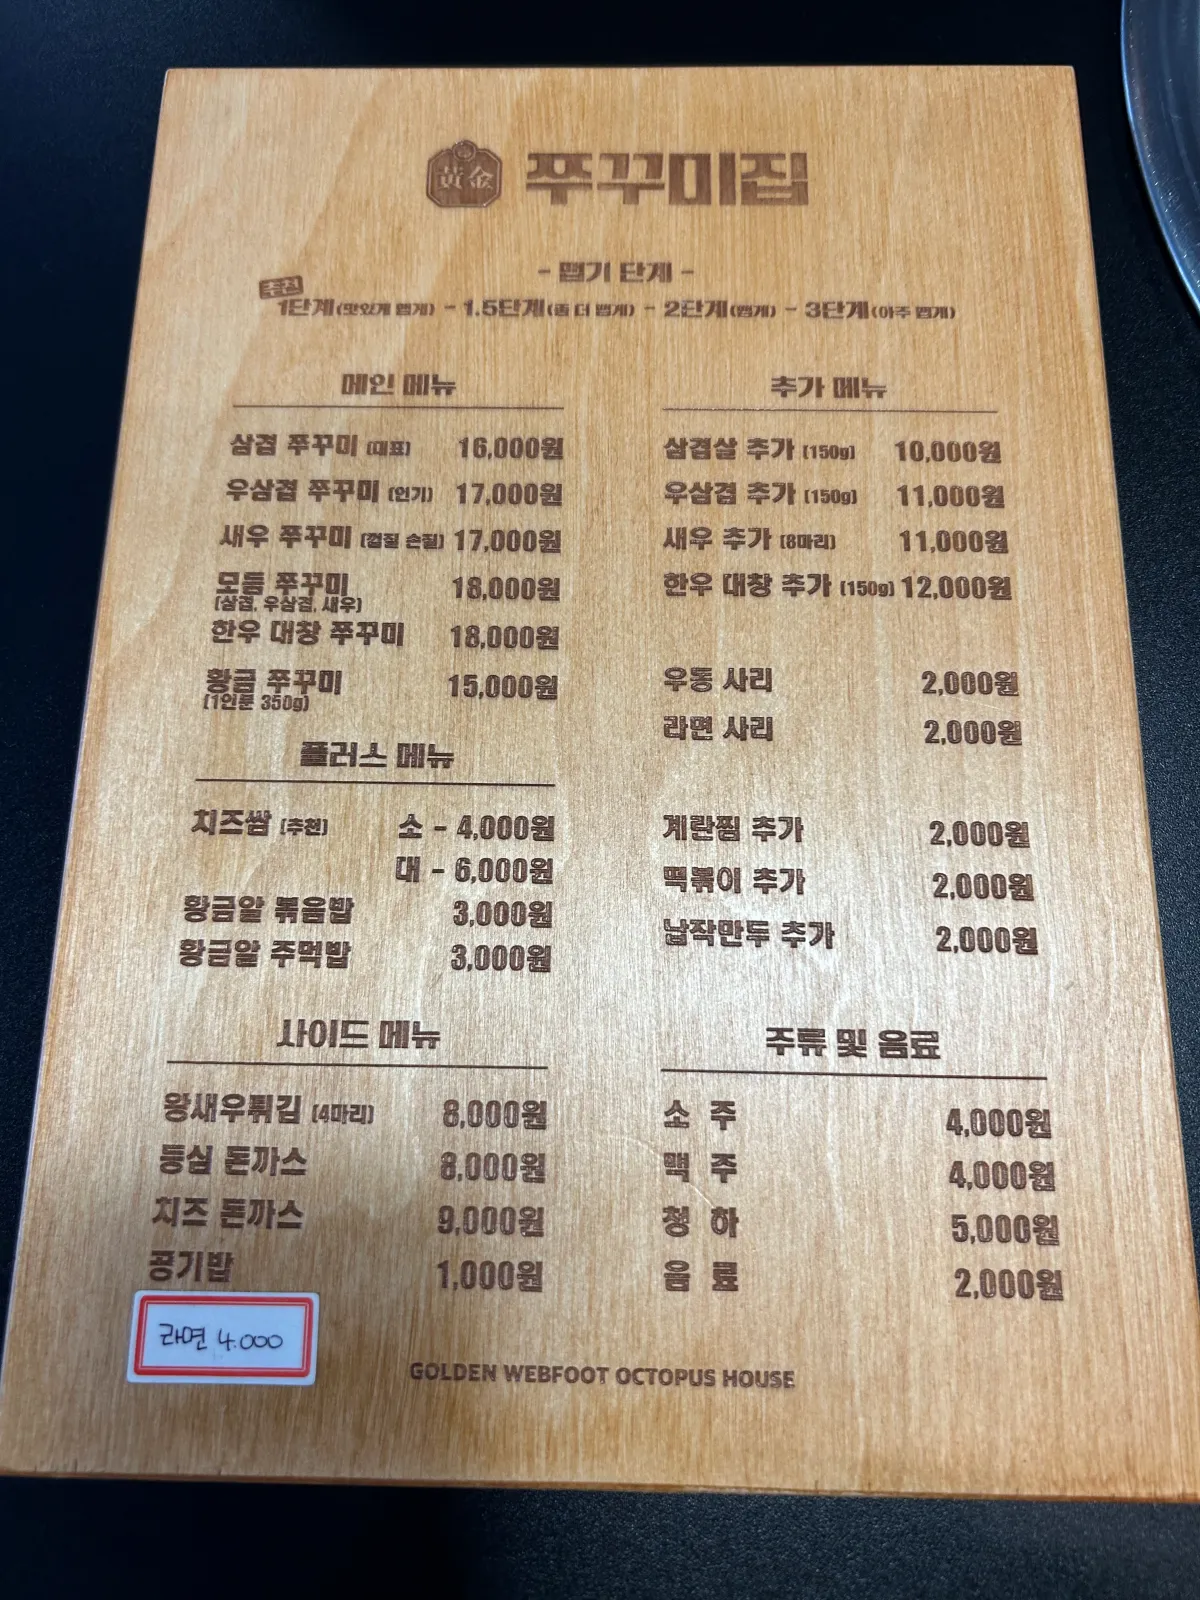 黃金 쭈꾸미집
- 맵기 단계 -
추천
1단계(맛있게 맵게) - 1.5단계(좀 더 맵게) - 2단계(맵게) - 3단계(아주 맵게)
메인 메뉴
삼겹 쭈꾸미 (대표) 16,000원
우삼겹 쭈꾸미 (인기) 17,000원
새우 쭈꾸미 (껍질 손질) 17,000원
모듬 쭈꾸미 18,000원
(삼겹, 우삼겹, 새우)
한우 대창 쭈꾸미 18,000원
황금 쭈꾸미 15,000원
(1인분 350g)
플러스 메뉴
치즈쌈 (추천) 소 - 4,000원
대 - 6,000원
황금알 볶음밥 3,000원
황금알 주먹밥 3,000원
사이드 메뉴
왕새우튀김 (4마리) 8,000원
등심 돈까스 8,000원
치즈 돈까스 9,000원
공기밥 1,000원
라면 4.000
추가 메뉴
삼겹살 추가 (150g) 10,000원
우삼겹 추가 (150g) 11,000원
새우 추가 (8마리) 11,000원
한우 대창 추가 (150g) 12,000원
우동 사리 2,000원
라면 사리 2,000원
계란찜 추가 2,000원
떡볶이 추가 2,000원
납작만두 추가 2,000원
주류 및 음료
소 주 4,000원
맥 주 4,000원
청 하 5,000원
음 료 2,000원
GOLDEN WEBFOOT OCTOPUS HOUSE